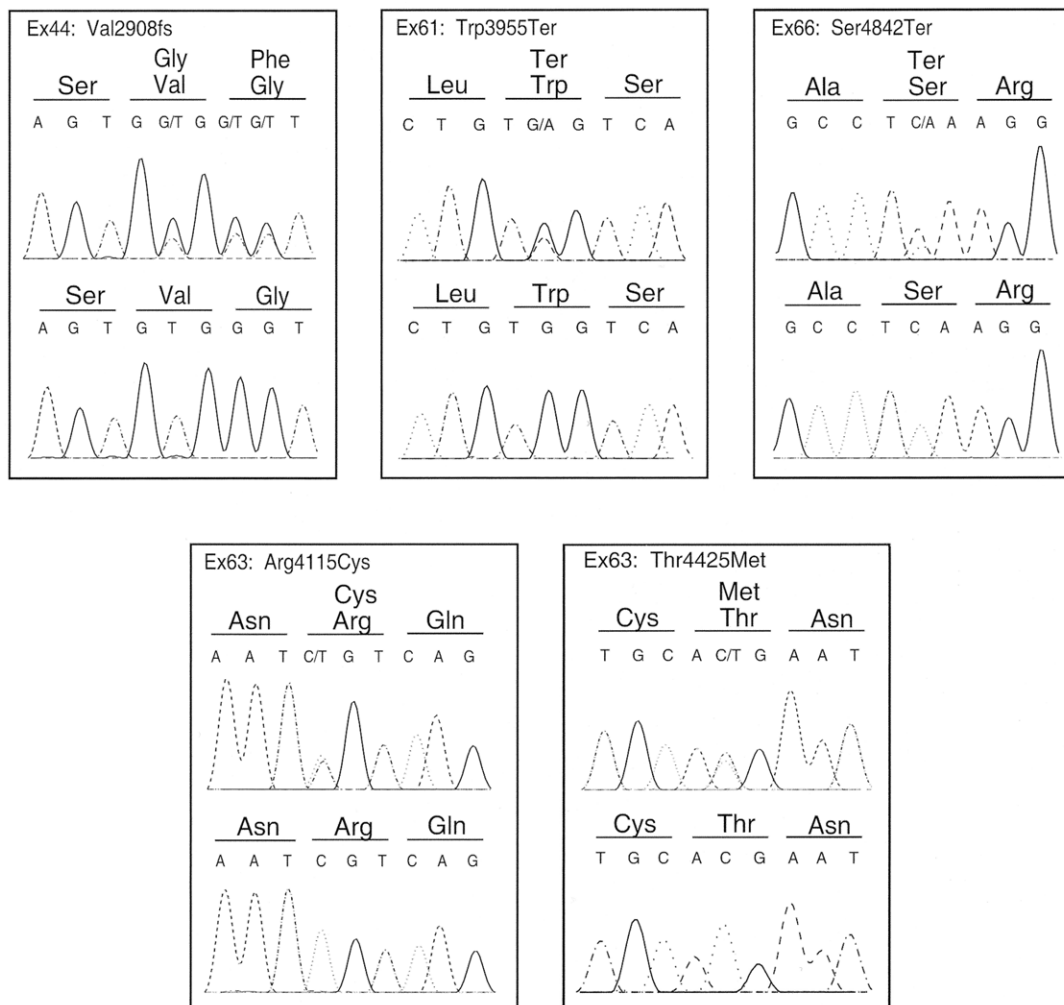 Ex44: Val2908fs
Gly Phe
Ser Val Gly
A G T G G/T G G/T G/T T
Ser Val Gly
A G T G T G G G T
Ex61: Trp3955Ter
Ter
Leu Trp Ser
C T G T G/A G T C A
Leu Trp Ser
C T G T G G T C A
Ex66: Ser4842Ter
Ter
Ala Ser Arg
G C C T C/A A A G G
Ala Ser Arg
G C C T C A A G G
Ex63: Arg4115Cys
Cys
Asn Arg Gln
A A T C/T G T C A G
Asn Arg Gln
A A T C G T C A G
Ex63: Thr4425Met
Met
Cys Thr Asn
T G C A C/T G A A T
Cys Thr Asn
T G C A C G A A T